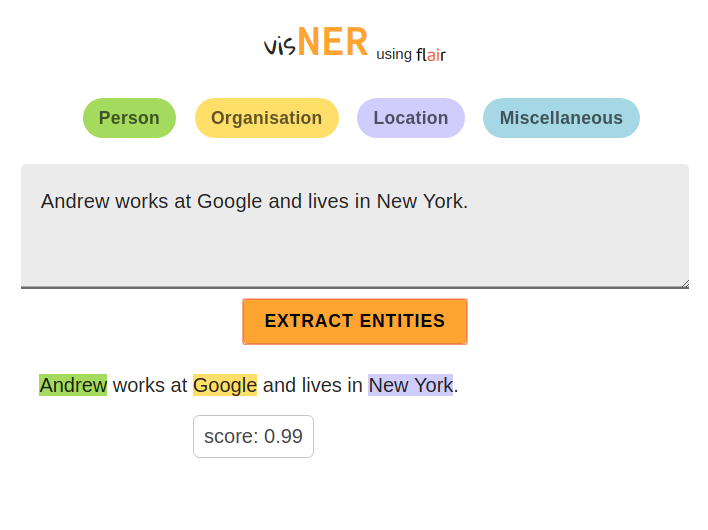 visNER using flair
Person Organisation Location Miscellaneous
Andrew works at Google and lives in New York.
EXTRACT ENTITIES
Andrew works at Google and lives in New York.
score: 0.99